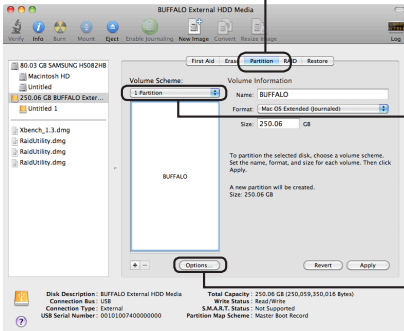 BUFFALO External HDD Media
Verify Info Burn Mount Eject Enable Journaling New Image Convert Resize Image Log
First Aid Erase Partition RAID Restore
80.03 GB SAMSUNG HS082HB
Macintosh HD
Untitled
250.06 GB BUFFALO Exter...
Untitled 1
Xbench_1.3.dmg
RaidUtility.dmg
RaidUtility.dmg
RaidUtility.dmg
Volume Scheme:
1 Partition
BUFFALO
+ −
Options...
Volume Information
Name: BUFFALO
Format: Mac OS Extended (Journaled)
Size: 250.06 GB
To partition the selected disk, choose a volume scheme.
Set the name, format, and size for each volume. Then click
Apply.
A new partition will be created.
Size: 250.06 GB
Revert Apply
Disk Description : BUFFALO External HDD Media
Connection Bus : USB
Connection Type : External
USB Serial Number : 00101007400000000
Total Capacity : 250.06 GB (250,059,350,016 Bytes)
Write Status : Read/Write
S.M.A.R.T. Status : Not Supported
Partition Map Scheme : Master Boot Record
?